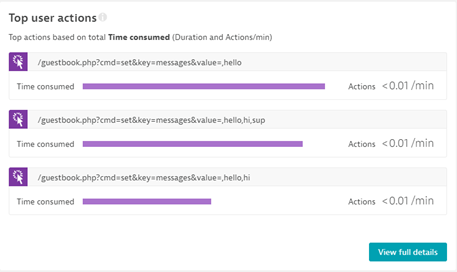 Top user actions
Top actions based on total Time consumed (Duration and Actions/min)
/guestbook.php?cmd=set&key=messages&value=,hello
Time consumed Actions <0.01 /min
/guestbook.php?cmd=set&key=messages&value=,hello,hi,sup
Time consumed Actions <0.01 /min
/guestbook.php?cmd=set&key=messages&value=,hello,hi
Time consumed Actions <0.01 /min
View full details